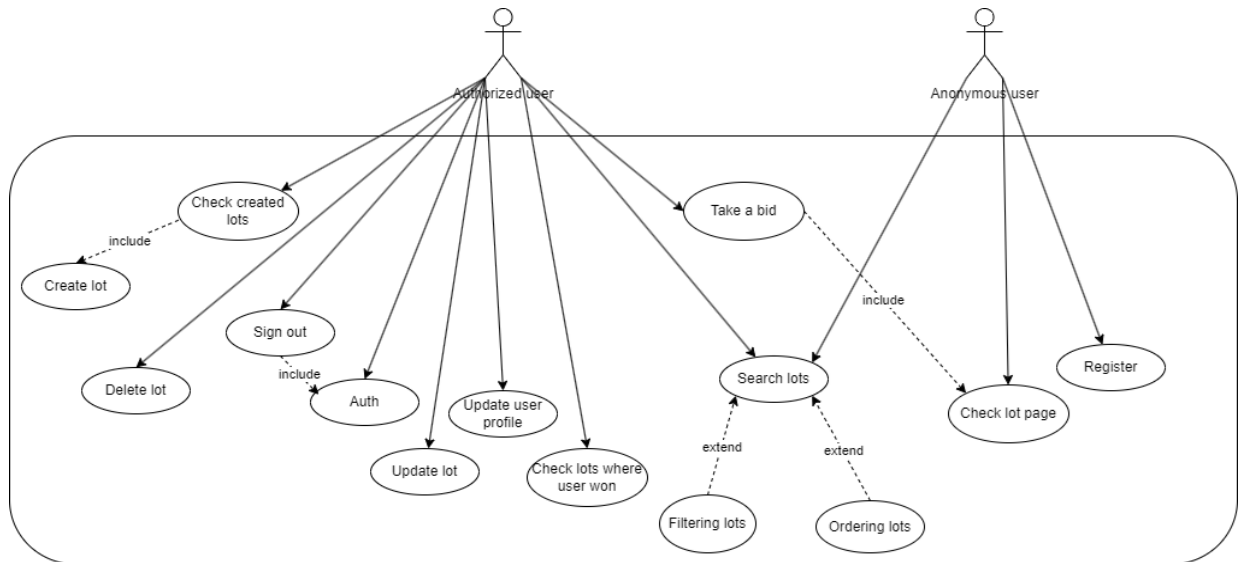 Authorized user
Anonymous user
Check created
lots
Take a bid
include
Create lot
include
Sign out
include
Delete lot
Auth
Update user
profile
Search lots
Register
Check lot page
Update lot
Check lots where
user won
extend
extend
Filtering lots
Ordering lots